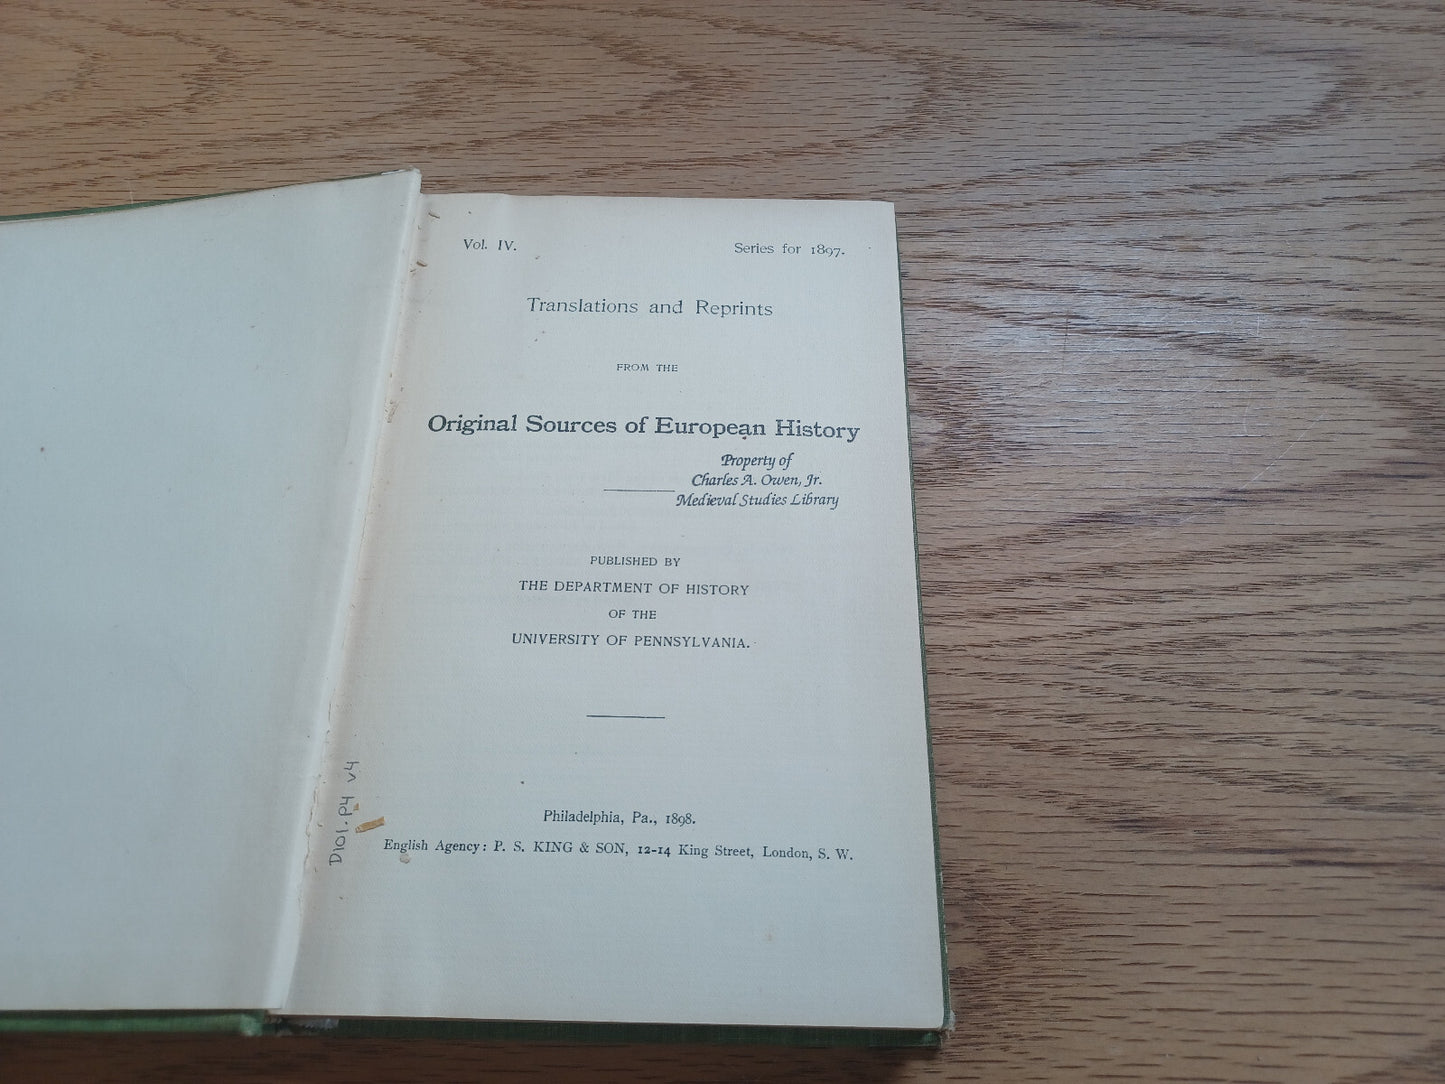 Vol. IV.
Series for 1897.
Translations and Reprints
FROM THE
Original Sources of European History
Property of
Charles A. Owen, Jr.
Medieval Studies Library
PUBLISHED BY
THE DEPARTMENT OF HISTORY
OF THE
UNIVERSITY OF PENNSYLVANIA.
Philadelphia, Pa., 1898.
English Agency: P. S. KING & SON, 12-14 King Street, London, S. W.
D101.P4 v4